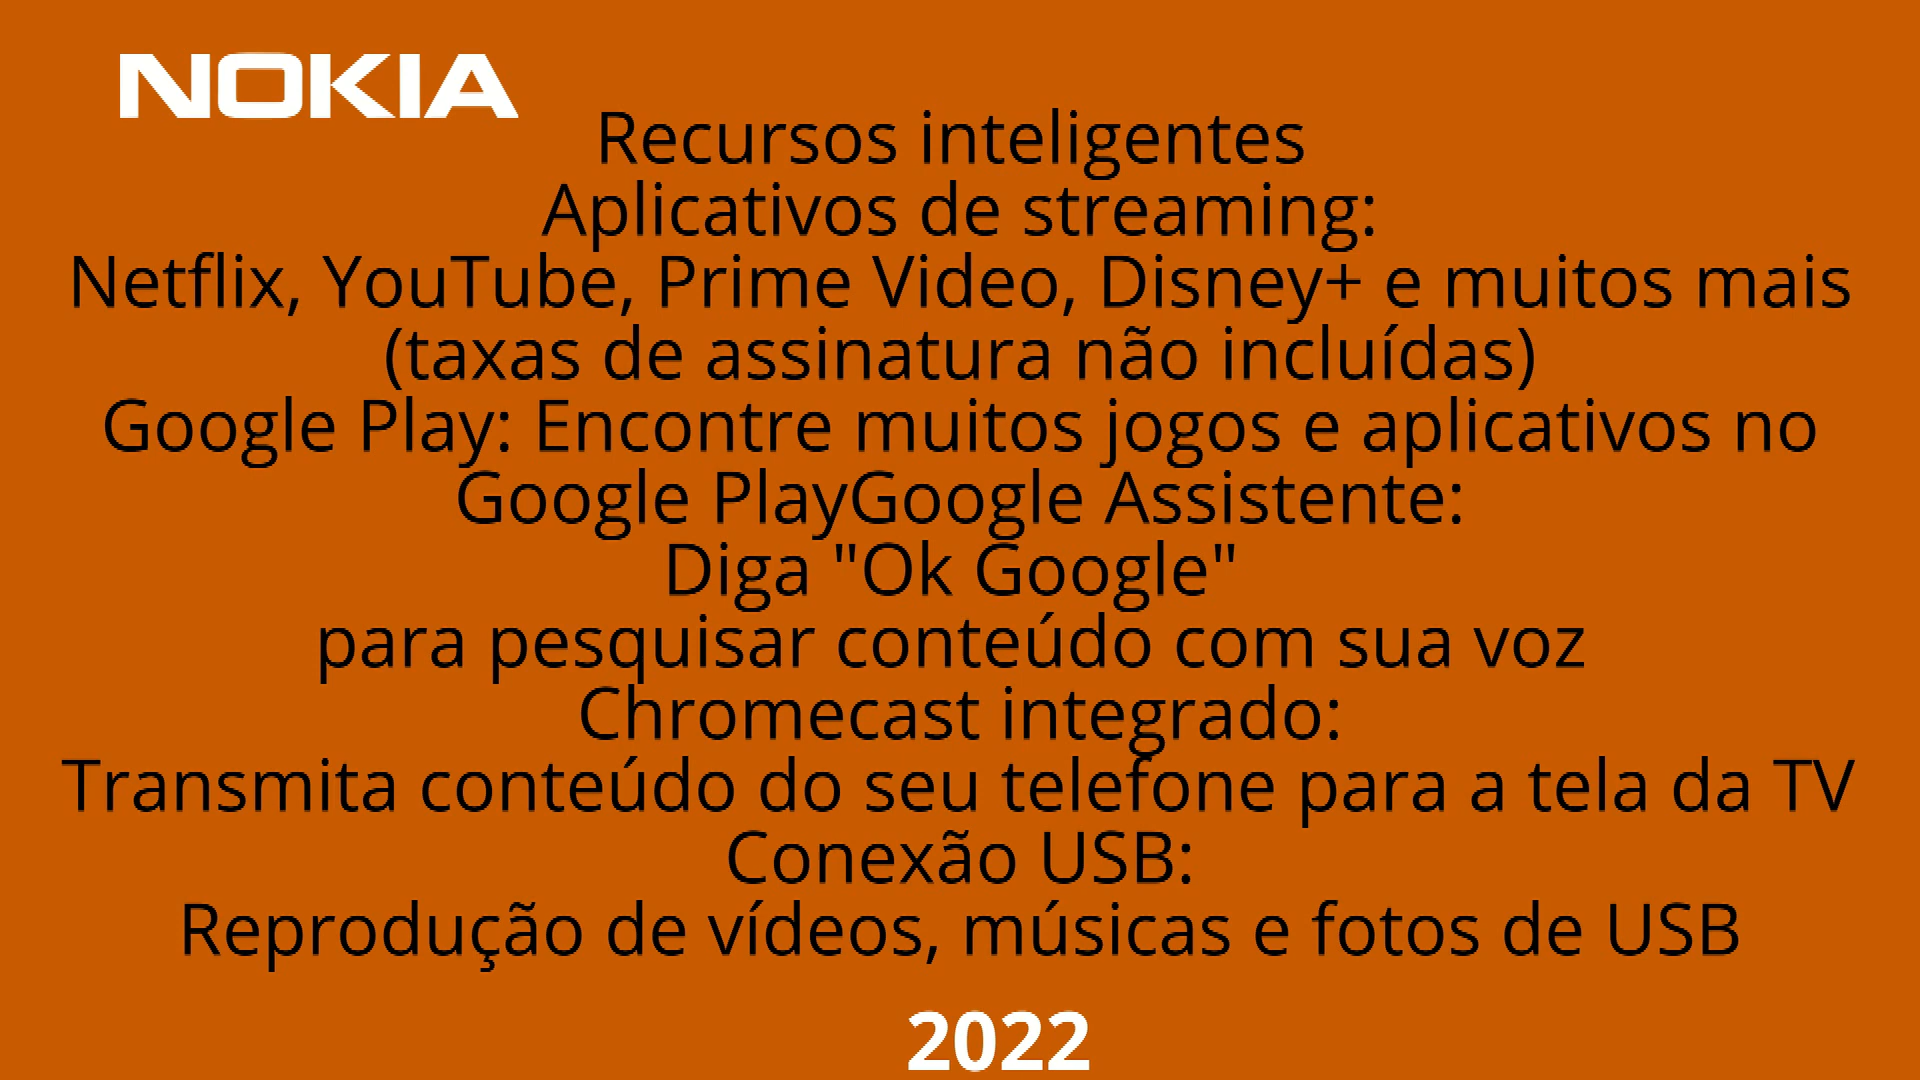 NOKIA
Recursos inteligentes
Aplicativos de streaming:
Netflix, YouTube, Prime Video, Disney+ e muitos mais
(taxas de assinatura não incluídas)
Google Play: Encontre muitos jogos e aplicativos no
Google PlayGoogle Assistente:
Diga "Ok Google"
para pesquisar conteúdo com sua voz
Chromecast integrado:
Transmita conteúdo do seu telefone para a tela da TV
Conexão USB:
Reprodução de vídeos, músicas e fotos de USB
2022